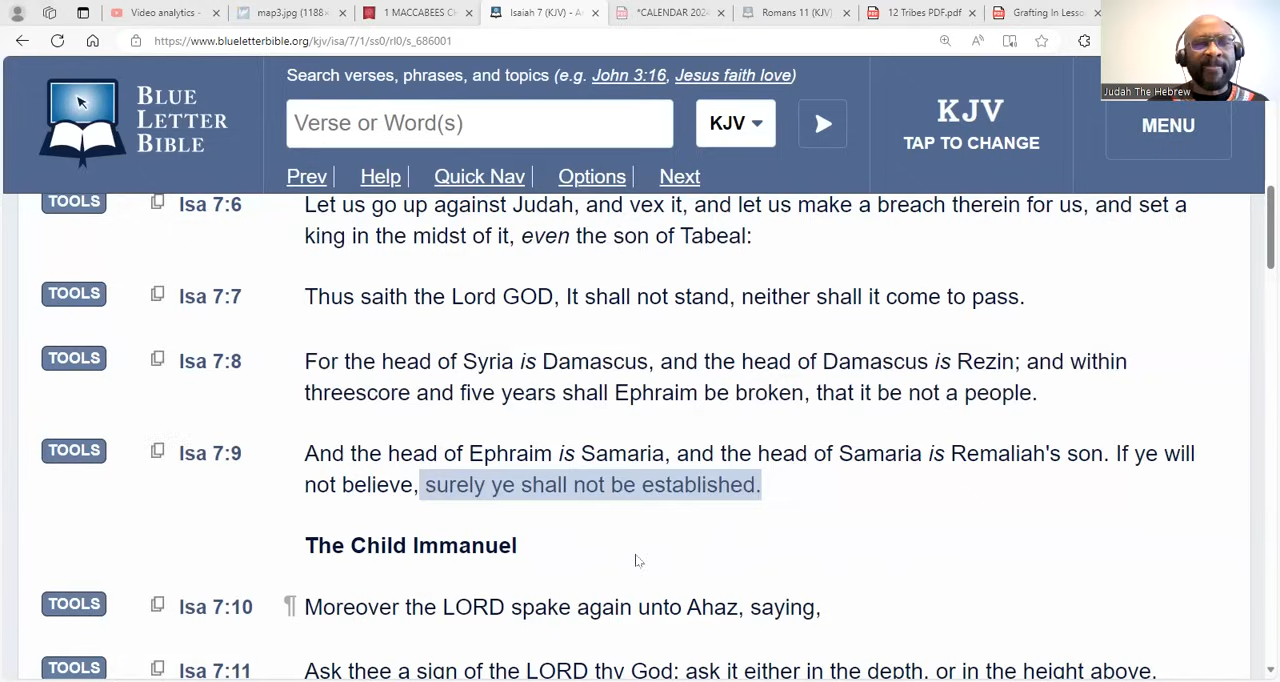 Video analytics -
map3.jpg (1188×
1 MACCABEES CH
Isaiah 7 (KJV) - A
*CALENDAR 202
Romans 11 (KJV)
12 Tribes PDF.pdf
Grafting In Lesso
https://www.blueletterbible.org/kjv/isa/7/1/ss0/rl0/s_686001
Judah The Hebrew
BLUE
LETTER
BIBLE
Search verses, phrases, and topics (e.g. John 3:16, Jesus faith love)
Verse or Word(s)
KJV
Prev Help Quick Nav Options Next
KJV
TAP TO CHANGE
MENU
TOOLS Isa 7:6 Let us go up against Judah, and vex it, and let us make a breach therein for us, and set a
king in the midst of it, even the son of Tabeal:
TOOLS Isa 7:7 Thus saith the Lord GOD, It shall not stand, neither shall it come to pass.
TOOLS Isa 7:8 For the head of Syria is Damascus, and the head of Damascus is Rezin; and within
threescore and five years shall Ephraim be broken, that it be not a people.
TOOLS Isa 7:9 And the head of Ephraim is Samaria, and the head of Samaria is Remaliah's son. If ye will
not believe, surely ye shall not be established.
The Child Immanuel
TOOLS Isa 7:10 ¶ Moreover the LORD spake again unto Ahaz, saying,
TOOLS Isa 7:11 Ask thee a sign of the LORD thy God; ask it either in the depth, or in the height above.